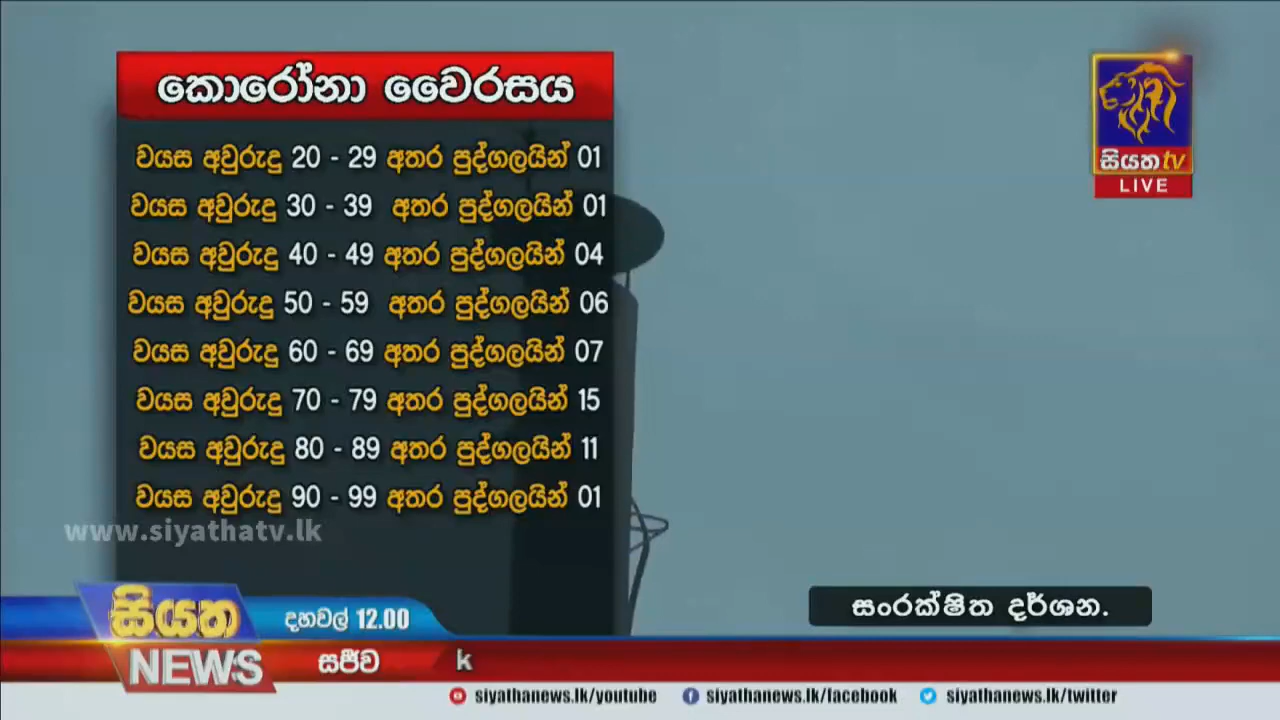 කොරෝනා වෛරසය
වයස අවුරුදු 20 - 29 අතර පුද්ගලයින් 01
වයස අවුරුදු 30 - 39 අතර පුද්ගලයින් 01
වයස අවුරුදු 40 - 49 අතර පුද්ගලයින් 04
වයස අවුරුදු 50 - 59 අතර පුද්ගලයින් 06
වයස අවුරුදු 60 - 69 අතර පුද්ගලයින් 07
වයස අවුරුදු 70 - 79 අතර පුද්ගලයින් 15
වයස අවුරුදු 80 - 89 අතර පුද්ගලයින් 11
වයස අවුරුදු 90 - 99 අතර පුද්ගලයින් 01
සියත tv
LIVE
www.siyathatv.lk
සංරක්ෂිත දර්ශන.
සියත
NEWS
දහවල් 12.00
සජීව k
siyathanews.lk/youtube siyathanews.lk/facebook siyathanews.lk/twitter